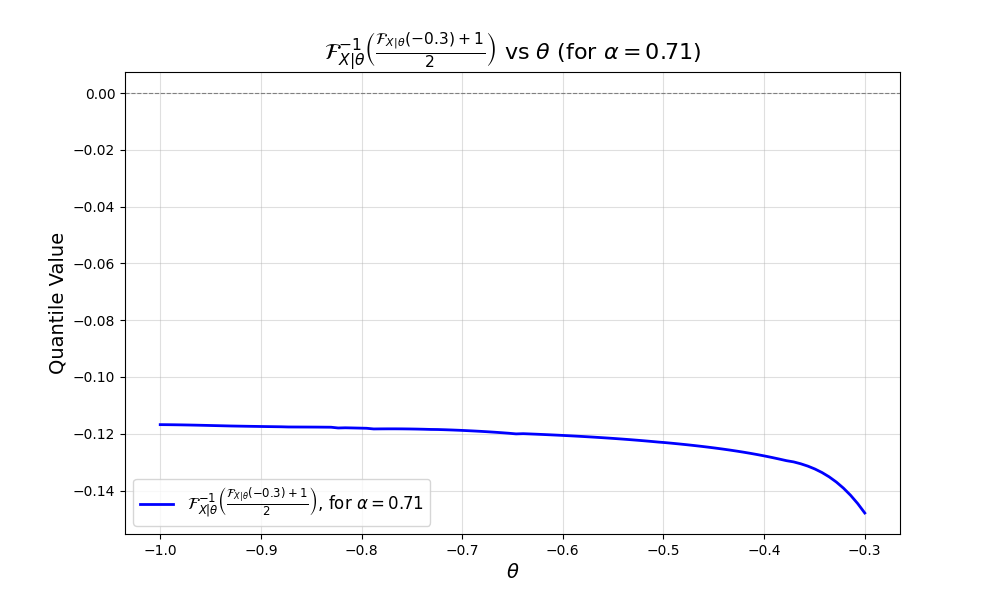 $\mathcal{F}_{X|\theta}^{-1}\left(\frac{\mathcal{F}_{X|\theta}(-0.3)+1}{2}\right)$ vs $\theta$ (for $\alpha = 0.71$)
0.00
−0.02
−0.04
−0.06
−0.08
−0.10
−0.12
−0.14
Quantile Value
$\mathcal{F}_{X|\theta}^{-1}\left(\frac{\mathcal{F}_{X|\theta}(-0.3)+1}{2}\right)$, for $\alpha = 0.71$
−1.0 −0.9 −0.8 −0.7 −0.6 −0.5 −0.4 −0.3
θ